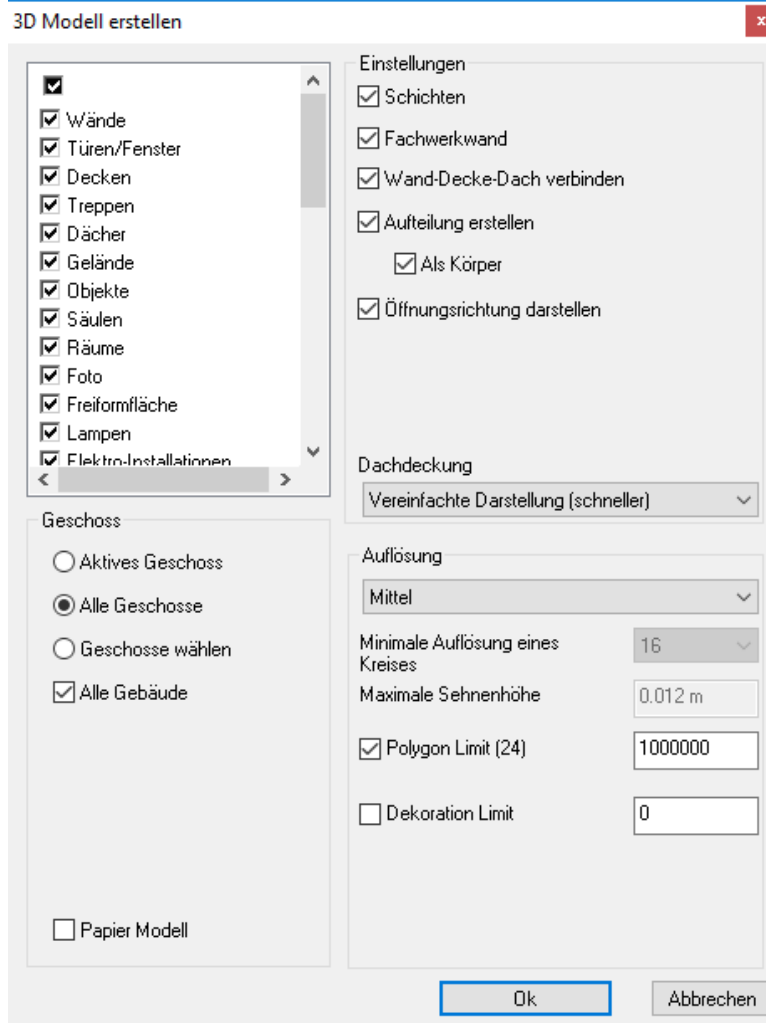 3D Modell erstellen
x
Wände
Türen/Fenster
Decken
Treppen
Dächer
Gelände
Objekte
Säulen
Räume
Foto
Freiformfläche
Lampen
Elektro-Installationen
Einstellungen
Schichten
Fachwerkwand
Wand-Decke-Dach verbinden
Aufteilung erstellen
Als Körper
Öffnungsrichtung darstellen
Dachdeckung
Vereinfachte Darstellung (schneller)
Geschoss
Aktives Geschoss
Alle Geschosse
Geschosse wählen
Alle Gebäude
Papier Modell
Auflösung
Mittel
Minimale Auflösung eines
Kreises
16
Maximale Sehnenhöhe
0.012 m
Polygon Limit (24)
1000000
Dekoration Limit
0
Ok
Abbrechen